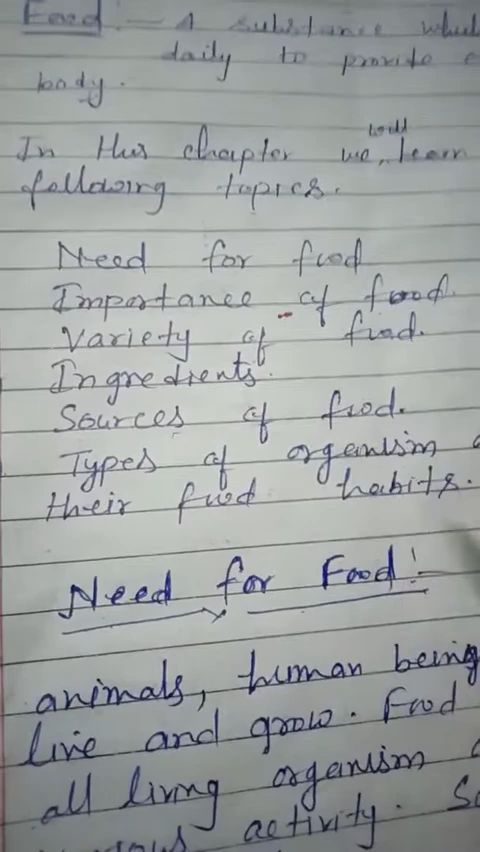 Food :- A substance
daily to provide
body.
In this chapter we will learn
following topics.
Need for food
Importance of food.
Variety of food.
Ingredients.
Sources of food.
Types of organism
their food habits.
Need for Food :-
animals, human being
live and grow. Food
all living organism
activity.